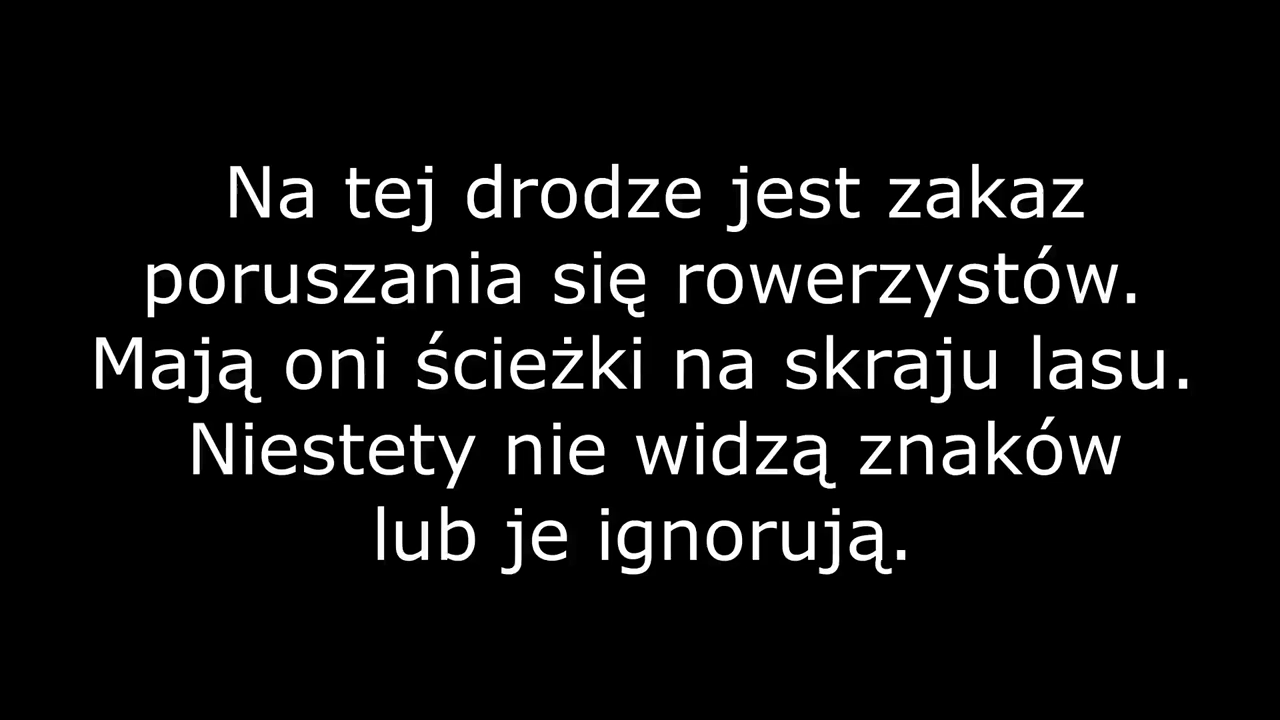 Na tej drodze jest zakaz
poruszania się rowerzystów.
Mają oni ścieżki na skraju lasu.
Niestety nie widzą znaków
lub je ignorują.